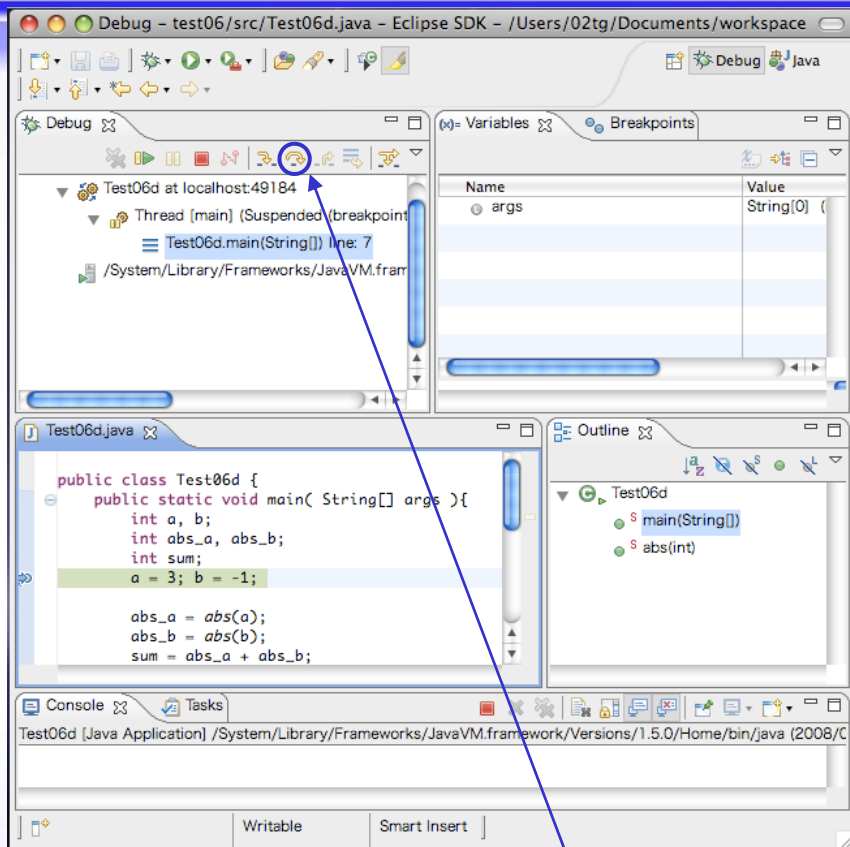 Debug - test06/src/Test06d.java - Eclipse SDK - /Users/02tg/Documents/workspace
Debug Java
Debug
Test06d at localhost:49184
Thread [main] (Suspended (breakpoint
Test06d.main(String[]) line: 7
/System/Library/Frameworks/JavaVM.fram
(x)= Variables Breakpoints
Name Value
args String[0] (
Test06d.java
public class Test06d {
public static void main( String[] args ){
int a, b;
int abs_a, abs_b;
int sum;
a = 3; b = -1;
abs_a = abs(a);
abs_b = abs(b);
sum = abs_a + abs_b;
Outline
Test06d
main(String[])
abs(int)
Console Tasks
Test06d [Java Application] /System/Library/Frameworks/JavaVM.framework/Versions/1.5.0/Home/bin/java (2008/0
Writable Smart Insert